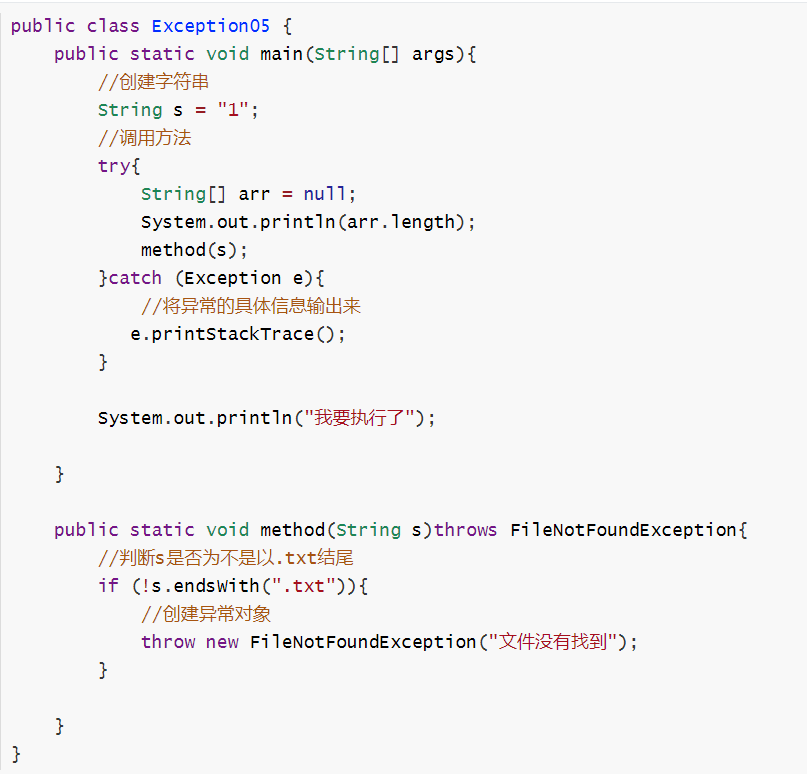 public class Exception05 {
    public static void main(String[] args){
        //创建字符串
        String s = "1";
        //调用方法
        try{
            String[] arr = null;
            System.out.println(arr.length);
            method(s);
        }catch (Exception e){
            //将异常的具体信息输出来
           e.printStackTrace();
        }
        System.out.println("我要执行了");
    }
    public static void method(String s)throws FileNotFoundException{
        //判断s是否为不是以.txt结尾
        if (!s.endsWith(".txt")){
            //创建异常对象
            throw new FileNotFoundException("文件没有找到");
        }
    }
}